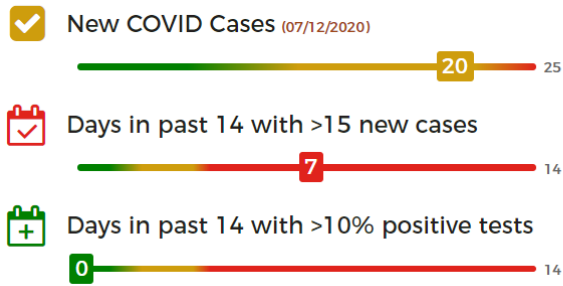 New COVID Cases (07/12/2020)
20 25
Days in past 14 with >15 new cases
7 14
Days in past 14 with >10% positive tests
0 14